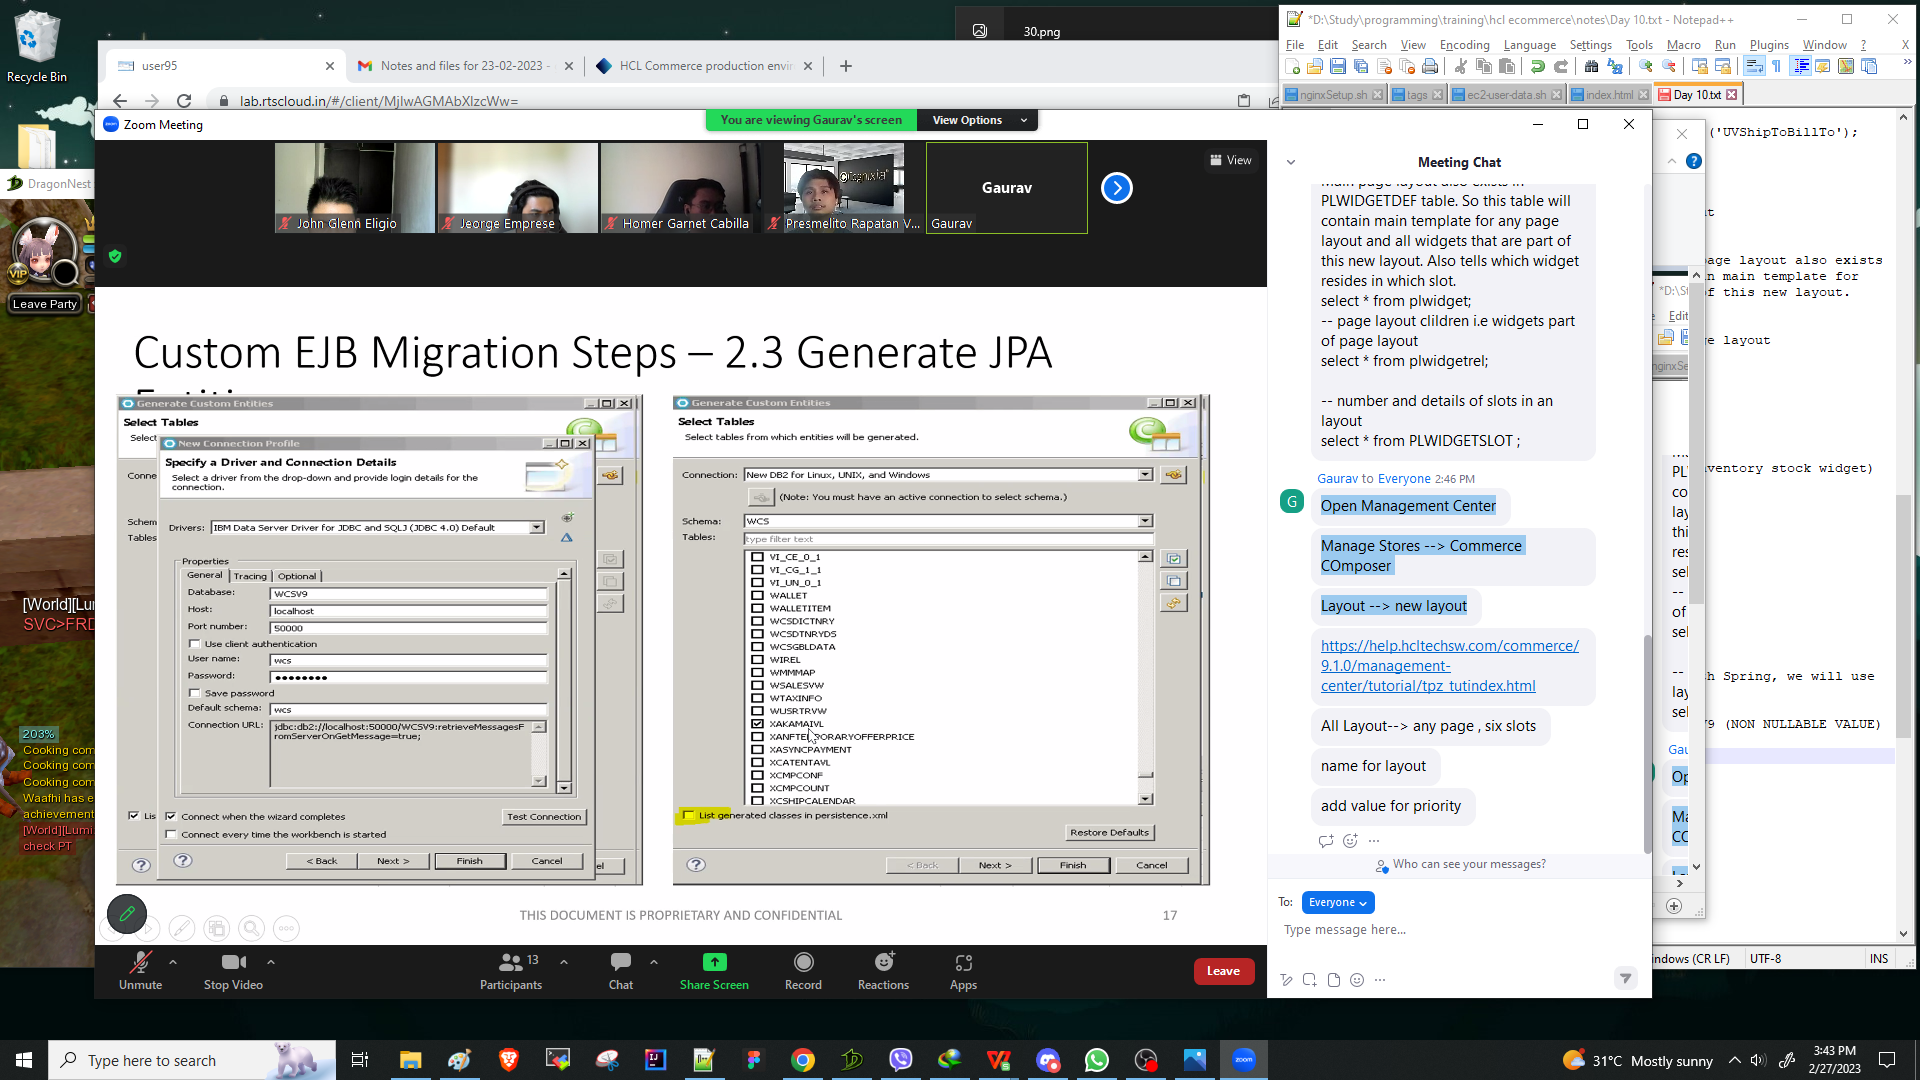 Recycle Bin
30.png
user95
Notes and files for 23-02-2023 -
HCL Commerce production envir
lab.rtscloud.in/#/client/MjIwAGMAbXlzcWw=
*D:\Study\programming\training\hcl ecommerce\notes\Day 10.txt - Notepad++
File Edit Search View Encoding Language Settings Tools Macro Run Plugins Window ? X
nginxSetup.sh tags ec2-user-data.sh index.html Day 10.txt
('UVShipToBillTo');
page layout also exists
n main template for
f this new layout.
ge layout
nventory stock widget)
h Spring, we will use
9 (NON NULLABLE VALUE)
ndows (CR LF) UTF-8 INS
DragonNest
VIP
Leave Party
[World][Lu
SVC>FRD
203%
Cooking com
Cooking com
Cooking com
Waafhi has e
achievement
[World][Lum
check PT
Zoom Meeting
You are viewing Gaurav's screen View Options
View
John Glenn Eligio
Jeorge Emprese
Homer Garnet Cabilla
Presmelito Rapatan V...
Gaurav
Gaurav
Custom EJB Migration Steps – 2.3 Generate JPA
Generate Custom Entities
Select Tables
Select
Conne
Schem
Tables
New Connection Profile
Specify a Driver and Connection Details
Select a driver from the drop-down and provide login details for the
connection.
Drivers: IBM Data Server Driver for JDBC and SQLJ (JDBC 4.0) Default
Properties
General Tracing Optional
Database: WCSV9
Host: localhost
Port number: 50000
Use client authentication
User name: wcs
Password: ●●●●●●●●
Save password
Default schema: wcs
Connection URL: jdbc:db2://localhost:50000/WCSV9:retrieveMessagesF
romServerOnGetMessage=true;
Lis
Connect when the wizard completes Test Connection
Connect every time the workbench is started
< Back Next > Finish Cancel
el
Generate Custom Entities
Select Tables
Select tables from which entities will be generated.
Connection: New DB2 for Linux, UNIX, and Windows
(Note: You must have an active connection to select schema.)
Schema: WCS
Tables: type filter text
VI_CE_0_1
VI_CG_1_1
VI_UN_0_1
WALLET
WALLETITEM
WCSDICTNRY
WCSDTNRYDS
WCSGBLDATA
WIREL
WMMMAP
WSALESVW
WTAXINFO
WUSRTRVW
XAKAMAIVL
XASYNCPAYMENT
XCATENTAVL
XCMPCONF
XCMPCOUNT
XCSHIPCALENDAR
List generated classes in persistence.xml
Restore Defaults
< Back Next > Finish Cancel
THIS DOCUMENT IS PROPRIETARY AND CONFIDENTIAL
17
Unmute
Stop Video
13
Participants
Chat
Share Screen
Record
Reactions
Apps
Leave
Meeting Chat
Main page layout also exists in
PLWIDGETDEF table. So this table will
contain main template for any page
layout and all widgets that are part of
this new layout. Also tells which widget
resides in which slot.
select * from plwidget;
-- page layout clildren i.e widgets part
of page layout
select * from plwidgetrel;
-- number and details of slots in an
layout
select * from PLWIDGETSLOT ;
Gaurav to Everyone 2:46 PM
G
Open Management Center
Manage Stores --> Commerce
COmposer
Layout --> new layout
https://help.hcltechsw.com/commerce/
9.1.0/management-
center/tutorial/tpz_tutindex.html
All Layout--> any page , six slots
name for layout
add value for priority
Who can see your messages?
To: Everyone
Type message here...
Type here to search
31°C Mostly sunny
3:43 PM
2/27/2023